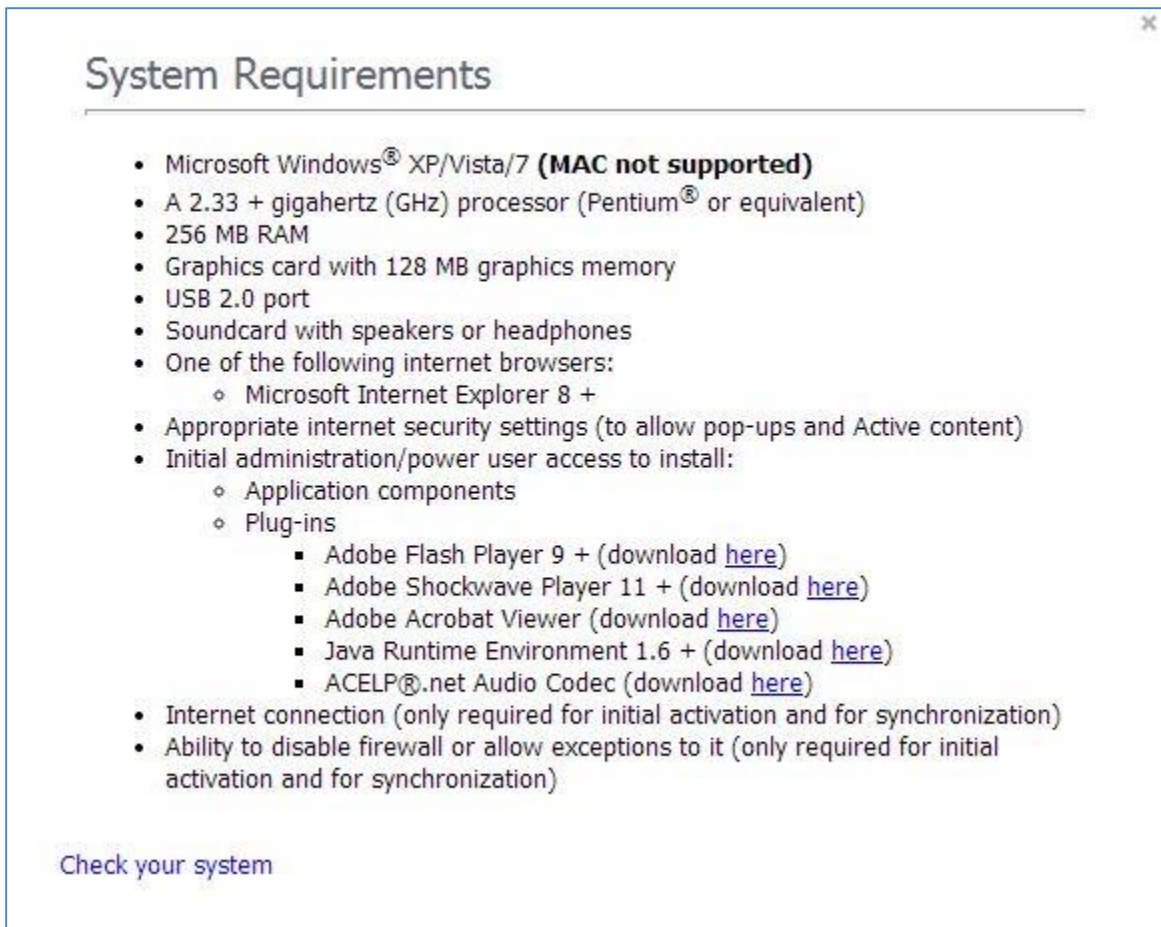 System Requirements
• Microsoft Windows® XP/Vista/7 (MAC not supported)
• A 2.33 + gigahertz (GHz) processor (Pentium® or equivalent)
• 256 MB RAM
• Graphics card with 128 MB graphics memory
• USB 2.0 port
• Soundcard with speakers or headphones
• One of the following internet browsers:
◦ Microsoft Internet Explorer 8 +
• Appropriate internet security settings (to allow pop-ups and Active content)
• Initial administration/power user access to install:
◦ Application components
◦ Plug-ins
▪ Adobe Flash Player 9 + (download here)
▪ Adobe Shockwave Player 11 + (download here)
▪ Adobe Acrobat Viewer (download here)
▪ Java Runtime Environment 1.6 + (download here)
▪ ACELP®.net Audio Codec (download here)
• Internet connection (only required for initial activation and for synchronization)
• Ability to disable firewall or allow exceptions to it (only required for initial
activation and for synchronization)
Check your system